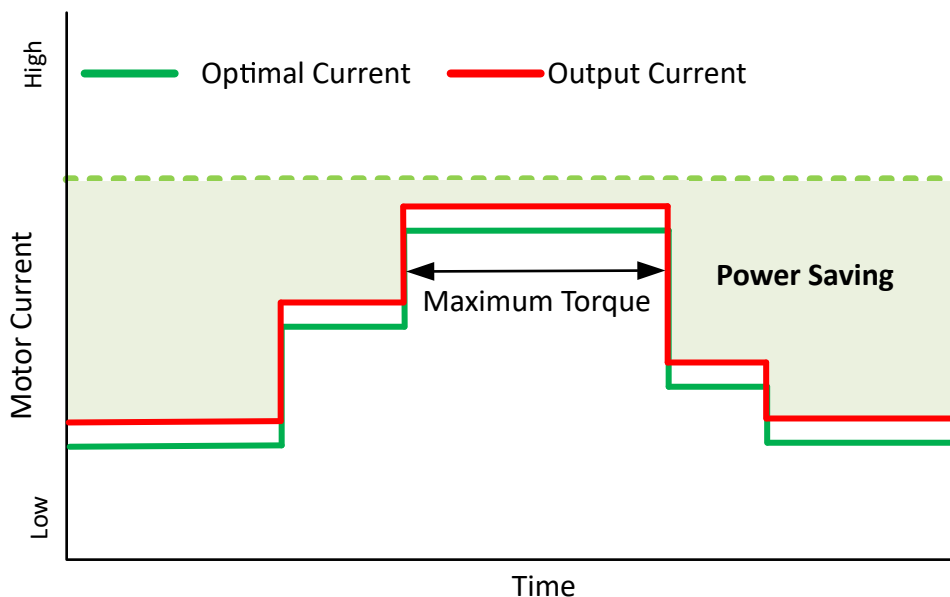 High
Optimal Current
Output Current
Motor Current
Power Saving
Maximum Torque
Low
Time